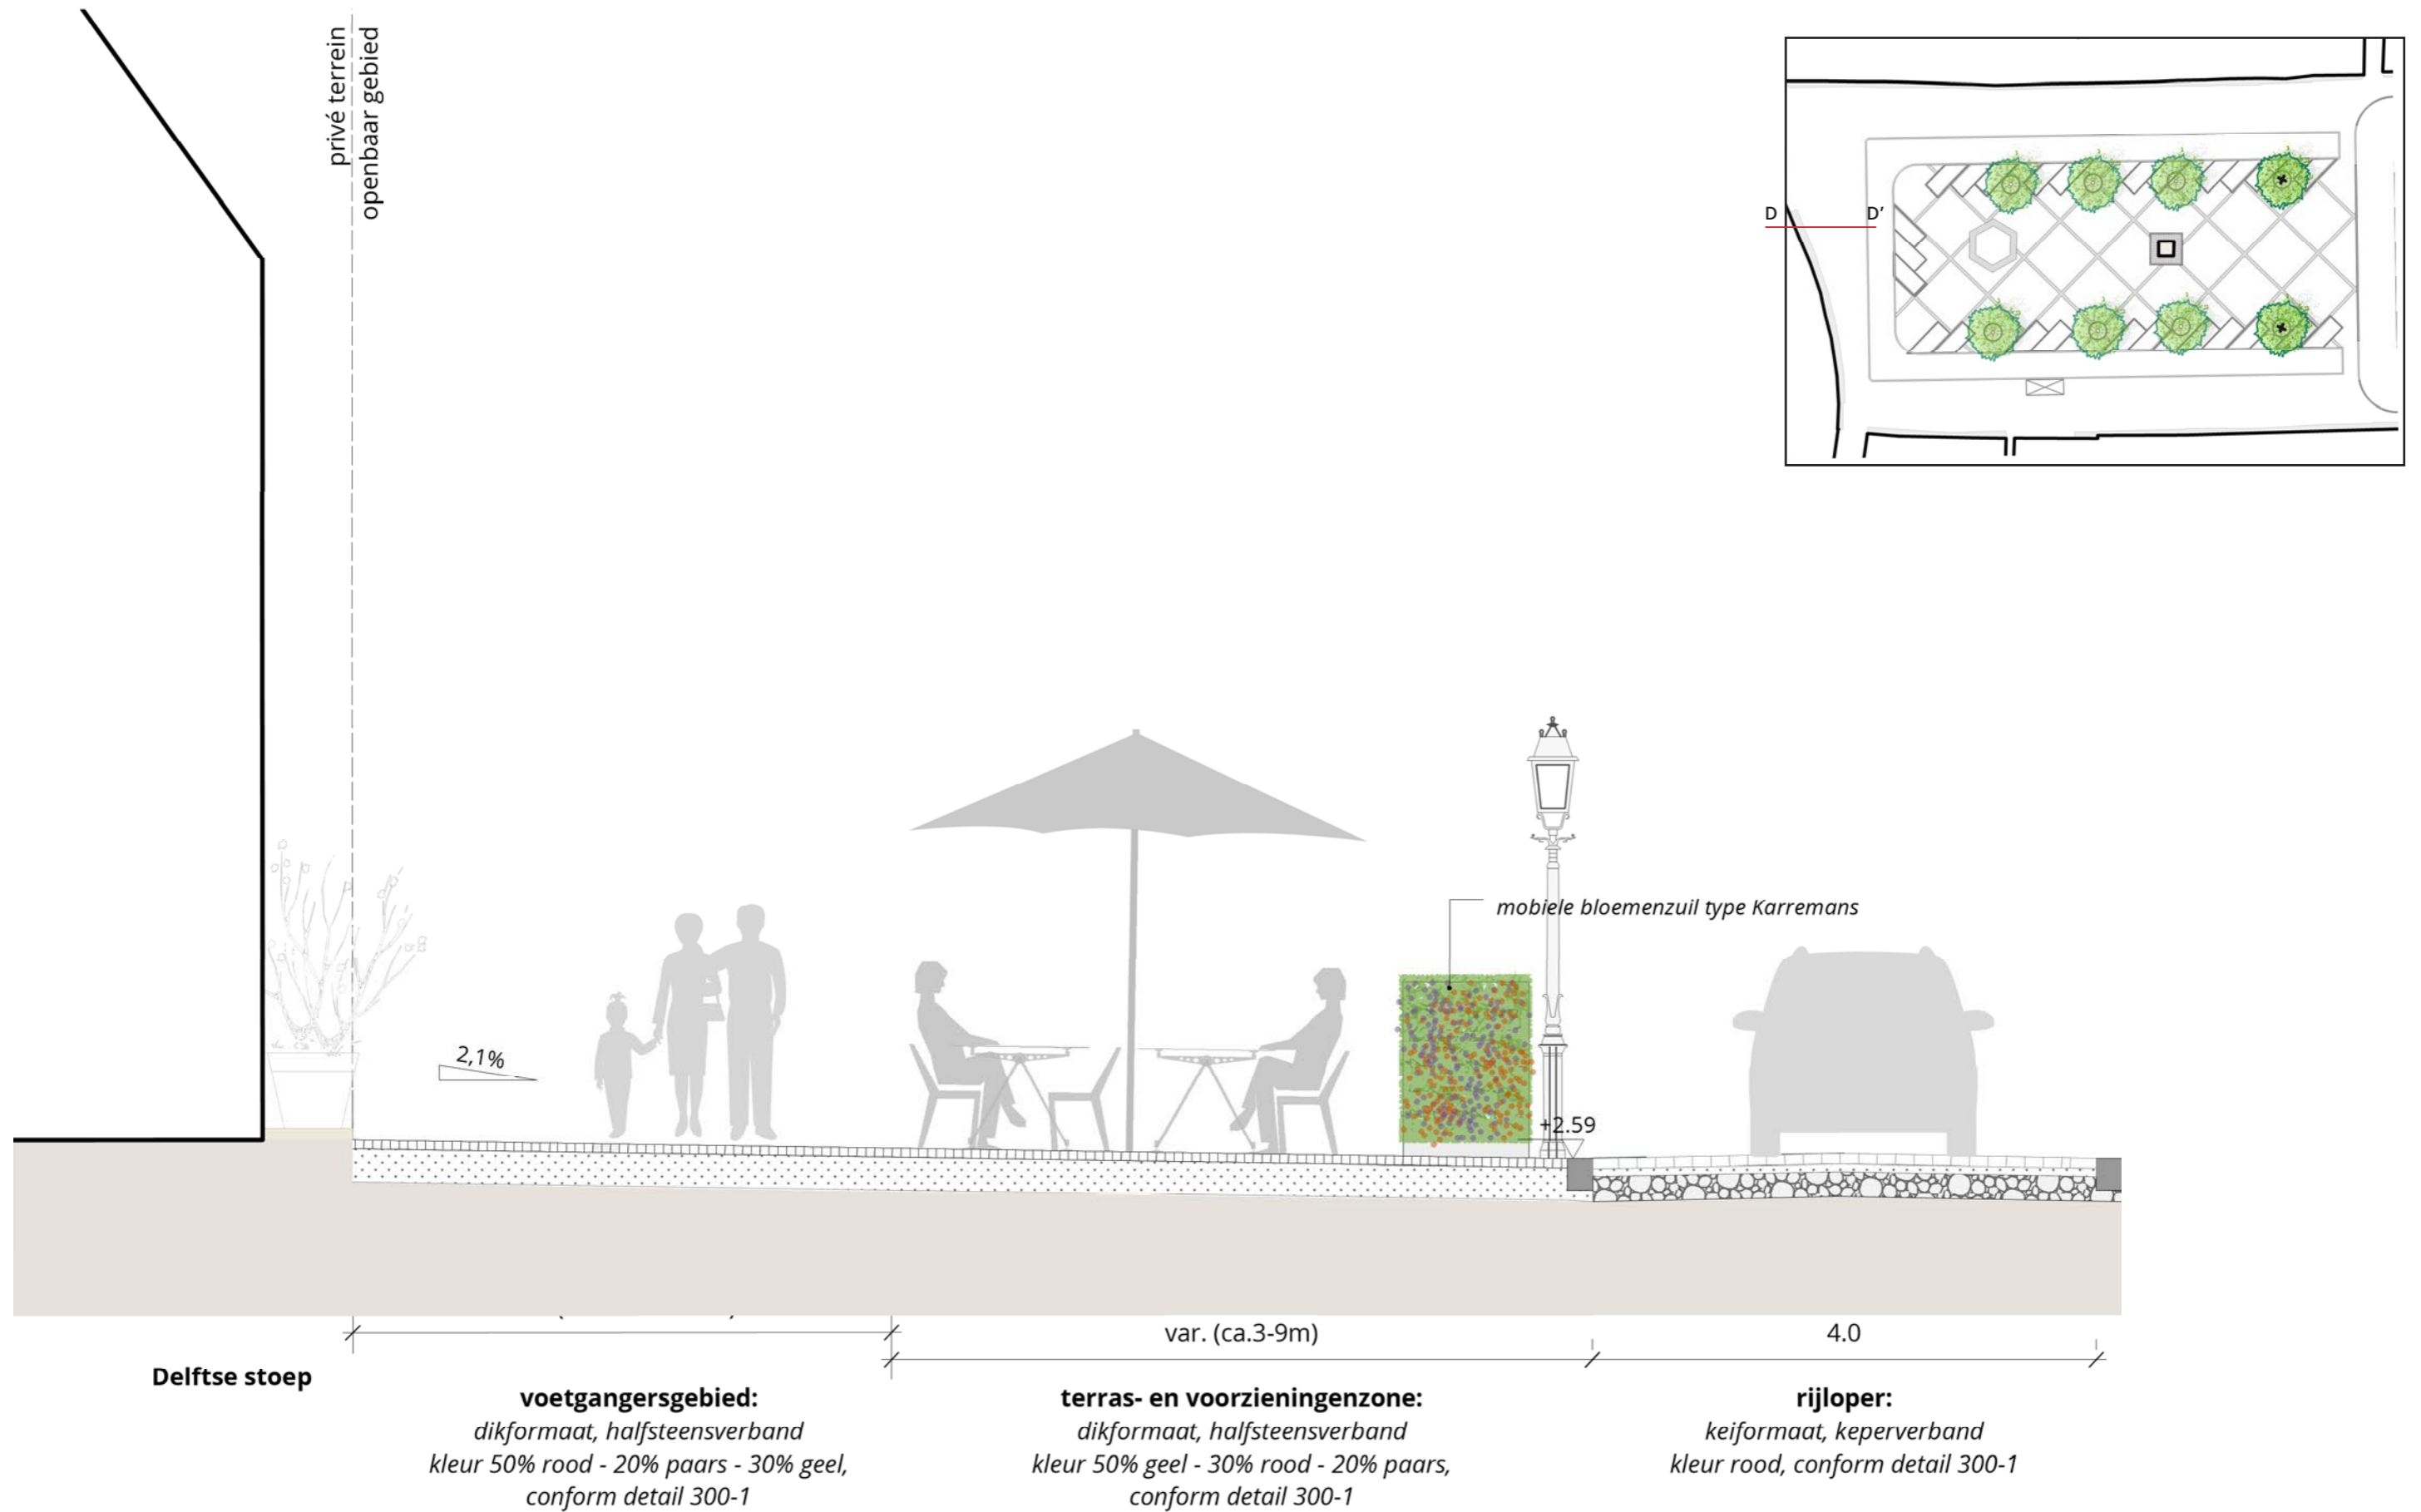 privé terrein
openbaar gebied
D
D'
mobiele bloemenzuil type Karremans
2,1%
+2.59
var. (ca.3-9m)
4.0
Delftse stoep
voetgangersgebied:
dikformaat, halfsteensverband
kleur 50% rood - 20% paars - 30% geel,
conform detail 300-1
terras- en voorzieningenzone:
dikformaat, halfsteensverband
kleur 50% geel - 30% rood - 20% paars,
conform detail 300-1
rijloper:
keiformaat, keperverband
kleur rood, conform detail 300-1